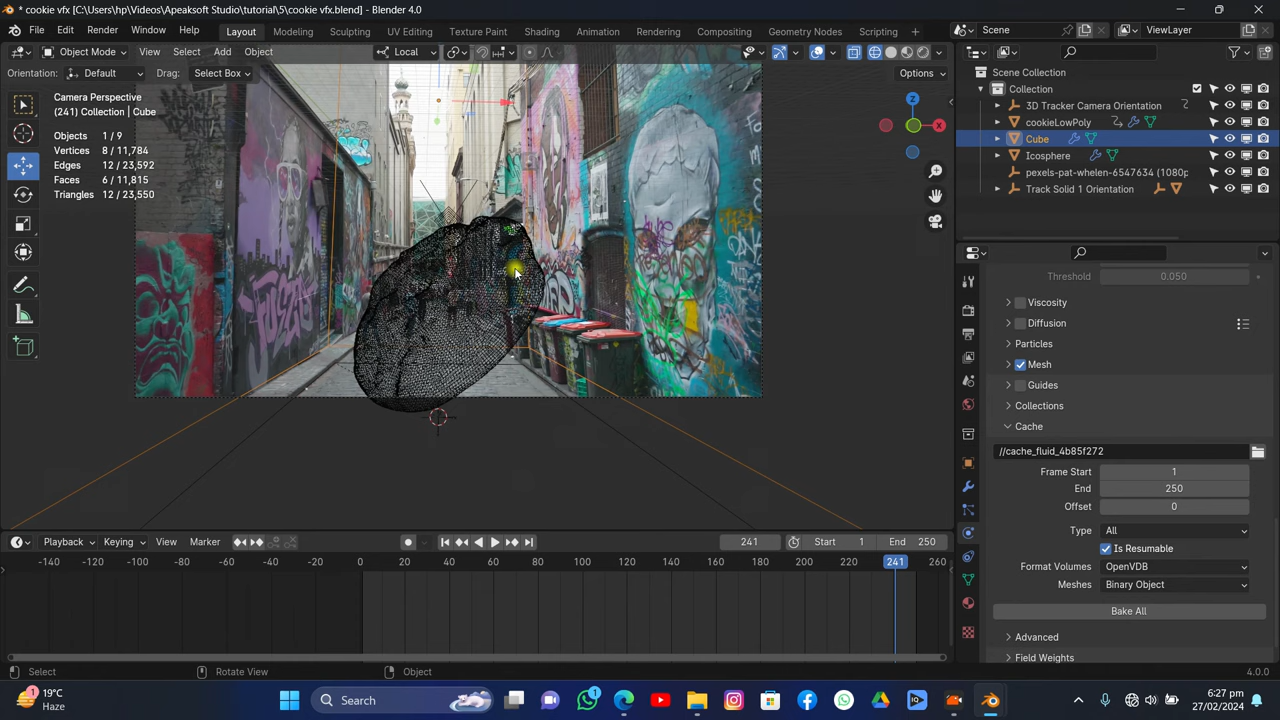 * cookie vfx [C:\Users\hp\Videos\Apeaksoft Studio\tutorial\5\cookie vfx.blend] - Blender 4.0
File Edit Render Window Help Layout Modeling Sculpting UV Editing Texture Paint Shading Animation Rendering Compositing Geometry Nodes Scripting Scene ViewLayer
Object Mode View Select Add Object Local
Orientation: Default Drag: Select Box Options
Camera Perspective
(241) Collection | Cube
Objects 1 / 9
Vertices 8 / 11,784
Edges 12 / 23,592
Faces 6 / 11,815
Triangles 12 / 23,550
Z
X
Scene Collection
Collection
3D Tracker Camera Orientation
cookieLowPoly
Cube
Icosphere
pexels-pat-whelen-6547634 (1080p
Track Solid 1 Orientation
Threshold 0.050
Viscosity
Diffusion
Particles
Mesh
Guides
Collections
Cache
//cache_fluid_4b85f272
Frame Start 1
End 250
Offset 0
Type All
Is Resumable
Format Volumes OpenVDB
Meshes Binary Object
Bake All
Advanced
Field Weights
Playback Keying View Marker 241 Start 1 End 250
-140 -120 -100 -80 -60 -40 -20 0 20 40 60 80 100 120 140 160 180 200 220 241 260
Select Rotate View Object 4.0.0
1 19°C
Haze
Search
1
6:27 pm
27/02/2024